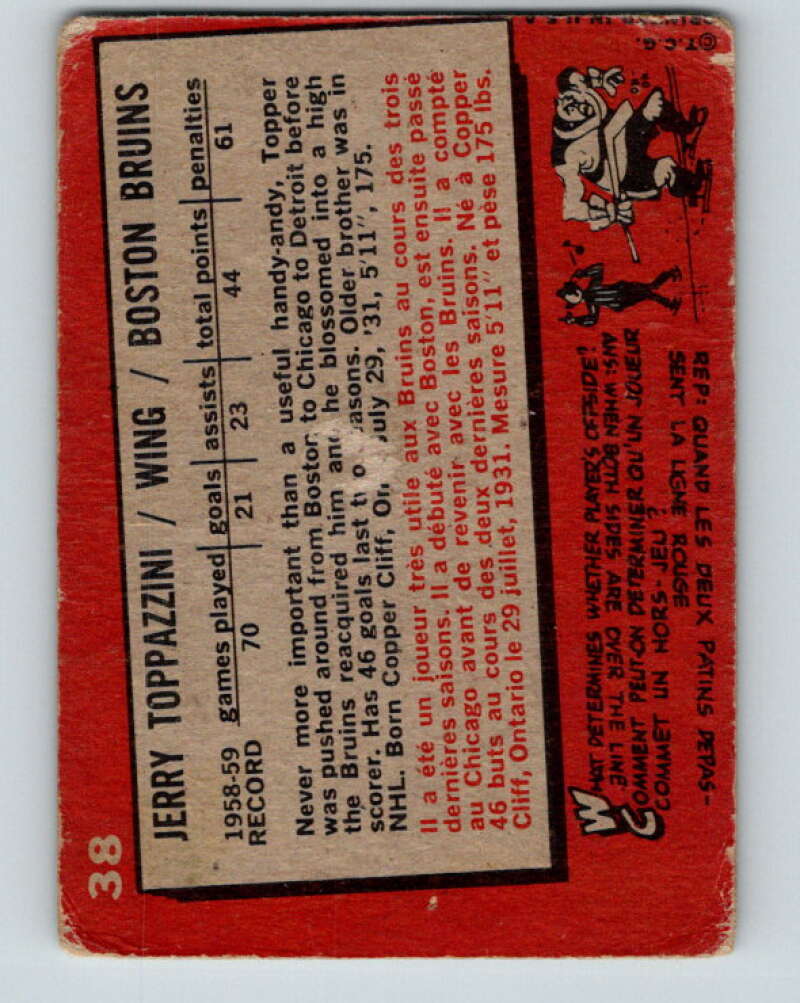 38
JERRY TOPPAZZINI / WING / BOSTON BRUINS
1958-59 games played goals assists total points penalties
RECORD 70 21 23 44 61
Never more important than a useful handy-andy, Topper
was pushed around from Boston to Chicago to Detroit before
the Bruins reacquired him and he blossomed into a high
scorer. Has 46 goals last two seasons. Older brother was in
NHL. Born Copper Cliff, Ont. July 29, '31, 5'11", 175.
Il a été un joueur très utile aux Bruins au cours des trois
dernières saisons. Il a débuté avec Boston, est ensuite passé
au Chicago avant de revenir avec les Bruins. Il a compté
46 buts au cours des deux dernières saisons. Né à Copper
Cliff, Ontario le 29 juillet, 1931. Mesure 5'11" et pèse 175 lbs.
WHAT DETERMINES WHETHER PLAYER'S OFFSIDE?
ANS: WHEN BOTH SIDES ARE OVER THE LINE
COMMENT PEUT-ON DETERMINER QU'UN JOUEUR
COMMET UN HORS-JEU ?
REP: QUAND LES DEUX PATINS DEPAS-
SENT LA LIGNE ROUGE
© T.C.G. PRINTED IN U.S.A.